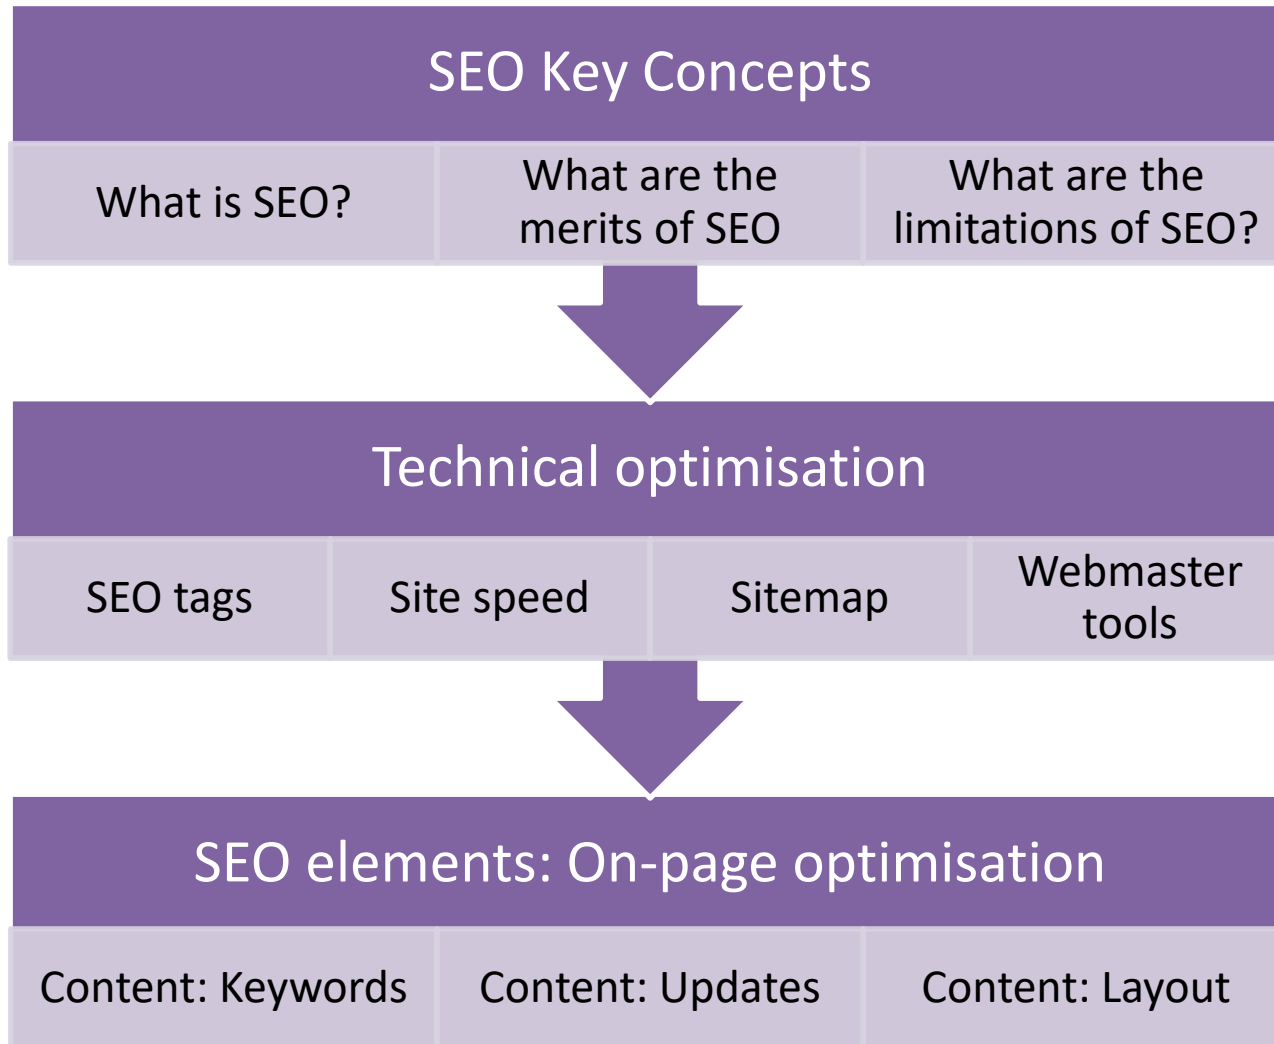 SEO Key Concepts
What is SEO?
What are the
merits of SEO
What are the
limitations of SEO?
Technical optimisation
SEO tags
Site speed
Sitemap
Webmaster
tools
SEO elements: On-page optimisation
Content: Keywords
Content: Updates
Content: Layout